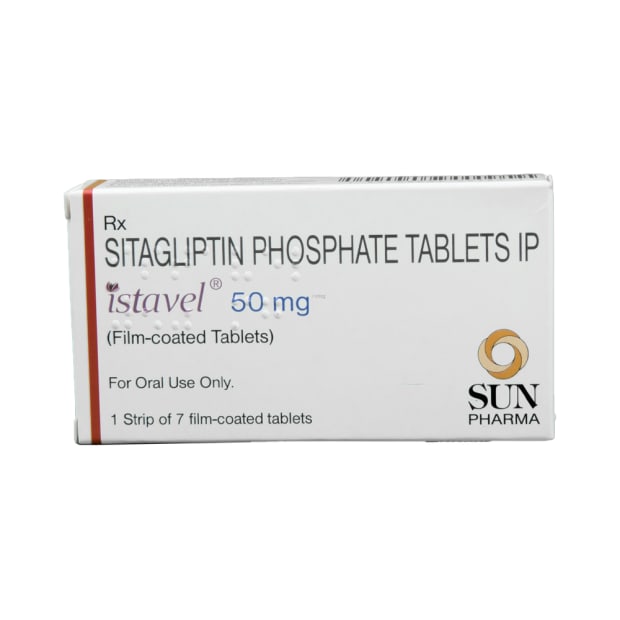 Rx
SITAGLIPTIN PHOSPHATE TABLETS IP
istavel® 50 mg
(Film-coated Tablets)
For Oral Use Only.
1 Strip of 7 film-coated tablets
SUN
PHARMA